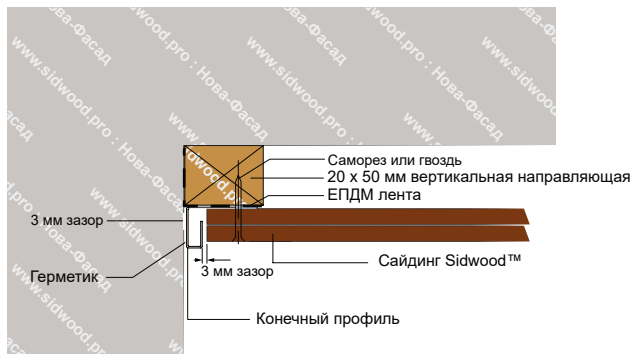 Саморез или гвоздь
20 x 50 мм вертикальная направляющая
ЕПДМ лента
3 мм зазор
Герметик
3 мм зазор
Сайдинг Sidwood™
Конечный профиль
www.sidwood.pro : Нова-Фасад